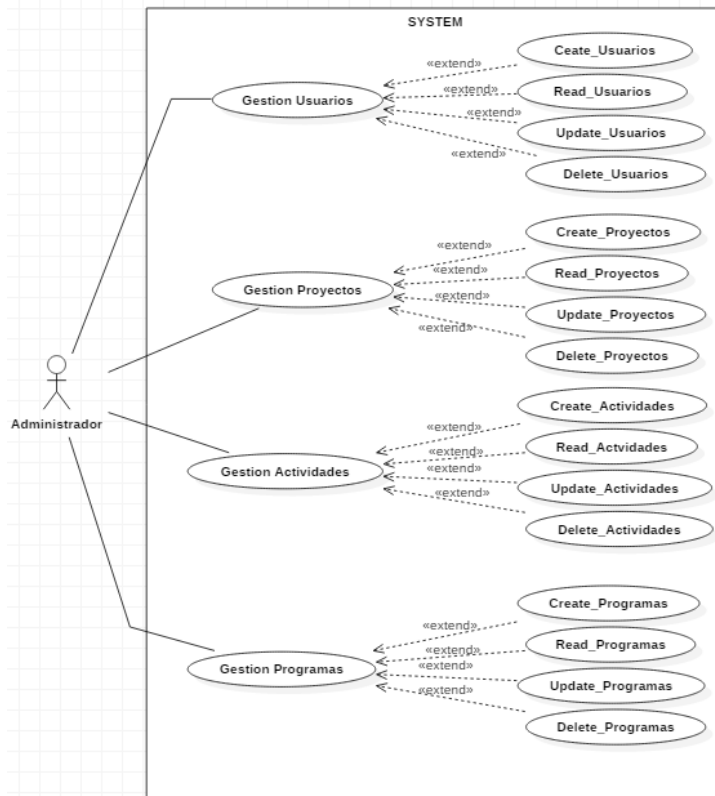 SYSTEM
Ceate_Usuarios
«extend»
Gestion Usuarios
«extend»
Read_Usuarios
«extend»
Update_Usuarios
«extend»
Delete_Usuarios
Create_Proyectos
«extend»
Gestion Proyectos
«extend»
Read_Proyectos
«extend»
Update_Proyectos
«extend»
Delete_Proyectos
Administrador
Create_Actividades
«extend»
Gestion Actividades
«extend»
Read_Actvidades
«extend»
Update_Actividades
«extend»
Delete_Actividades
Create_Programas
«extend»
Gestion Programas
«extend»
Read_Programas
«extend»
Update_Programas
«extend»
Delete_Programas